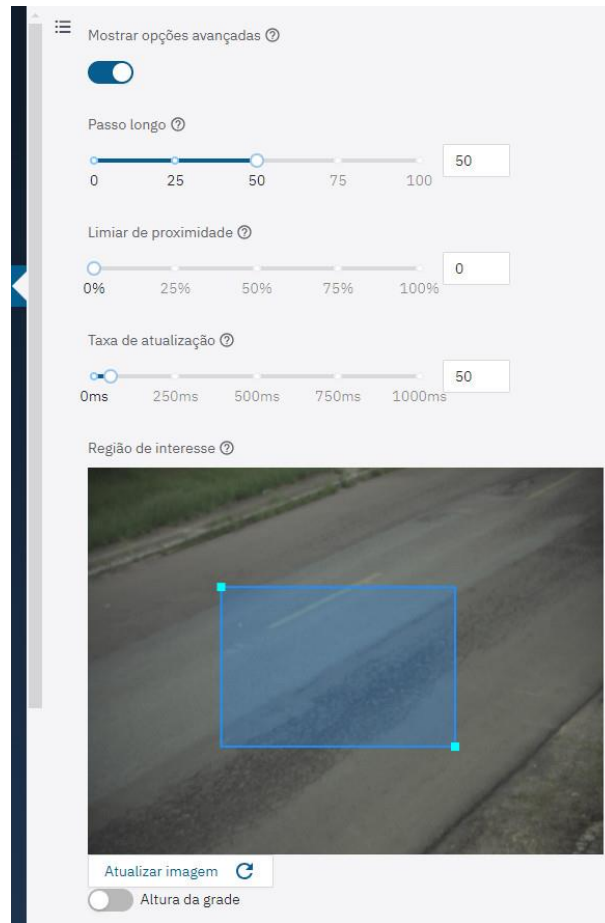 Mostrar opções avançadas
Passo longo
50
0 25 50 75 100
Limiar de proximidade
0
0% 25% 50% 75% 100%
Taxa de atualização
50
0ms 250ms 500ms 750ms 1000ms
Região de interesse
Atualizar imagem
Altura da grade